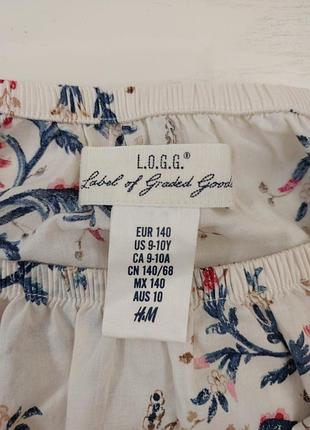 L.O.G.G.®
Label of Graded Goods
EUR 140
US 9-10Y
CA 9-10A
CN 140/68
MX 140
AUS 10
H&M